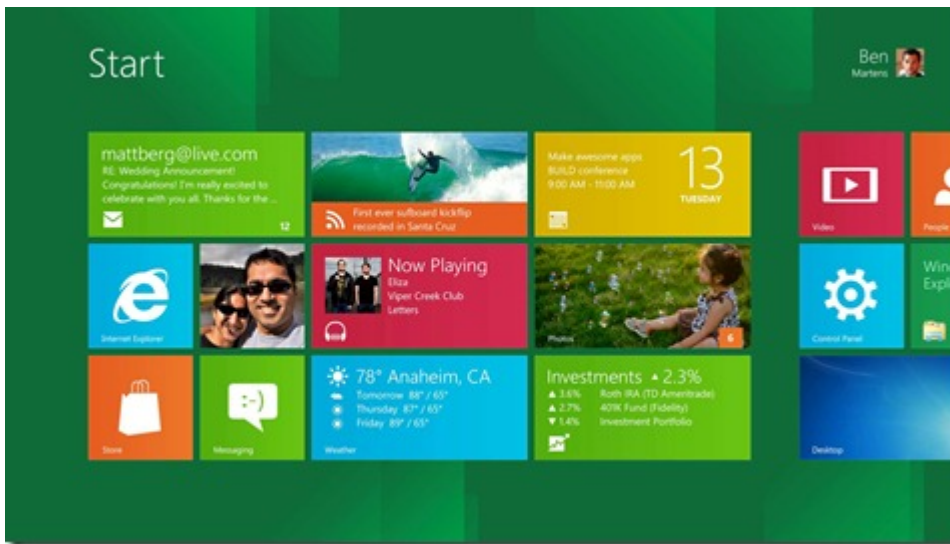 Start
Ben
Martens
mattberg@live.com
RE: Wedding Announcement!
Congratulations! I'm really excited to
celebrate with you all. Thanks for the ...
12
First ever sufboard kickflip
recorded in Santa Cruz
Make awesome apps
BUILD conference
9:00 AM - 11:00 AM
13
TUESDAY
Video
People
Internet Explorer
Now Playing
Eliza
Viper Creek Club
Letters
Photos
6
Control Panel
Win
Expl
Store
:-)
Messaging
78° Anaheim, CA
Tomorrow 88° / 65°
Thursday 87° / 65°
Friday 89° / 65°
Weather
Investments ▲ 2.3%
▲ 3.6% Roth IRA (TD Ameritrade)
▲ 2.7% 401K Fund (Fidelity)
▼ 1.4% Investment Portfolio
Desktop